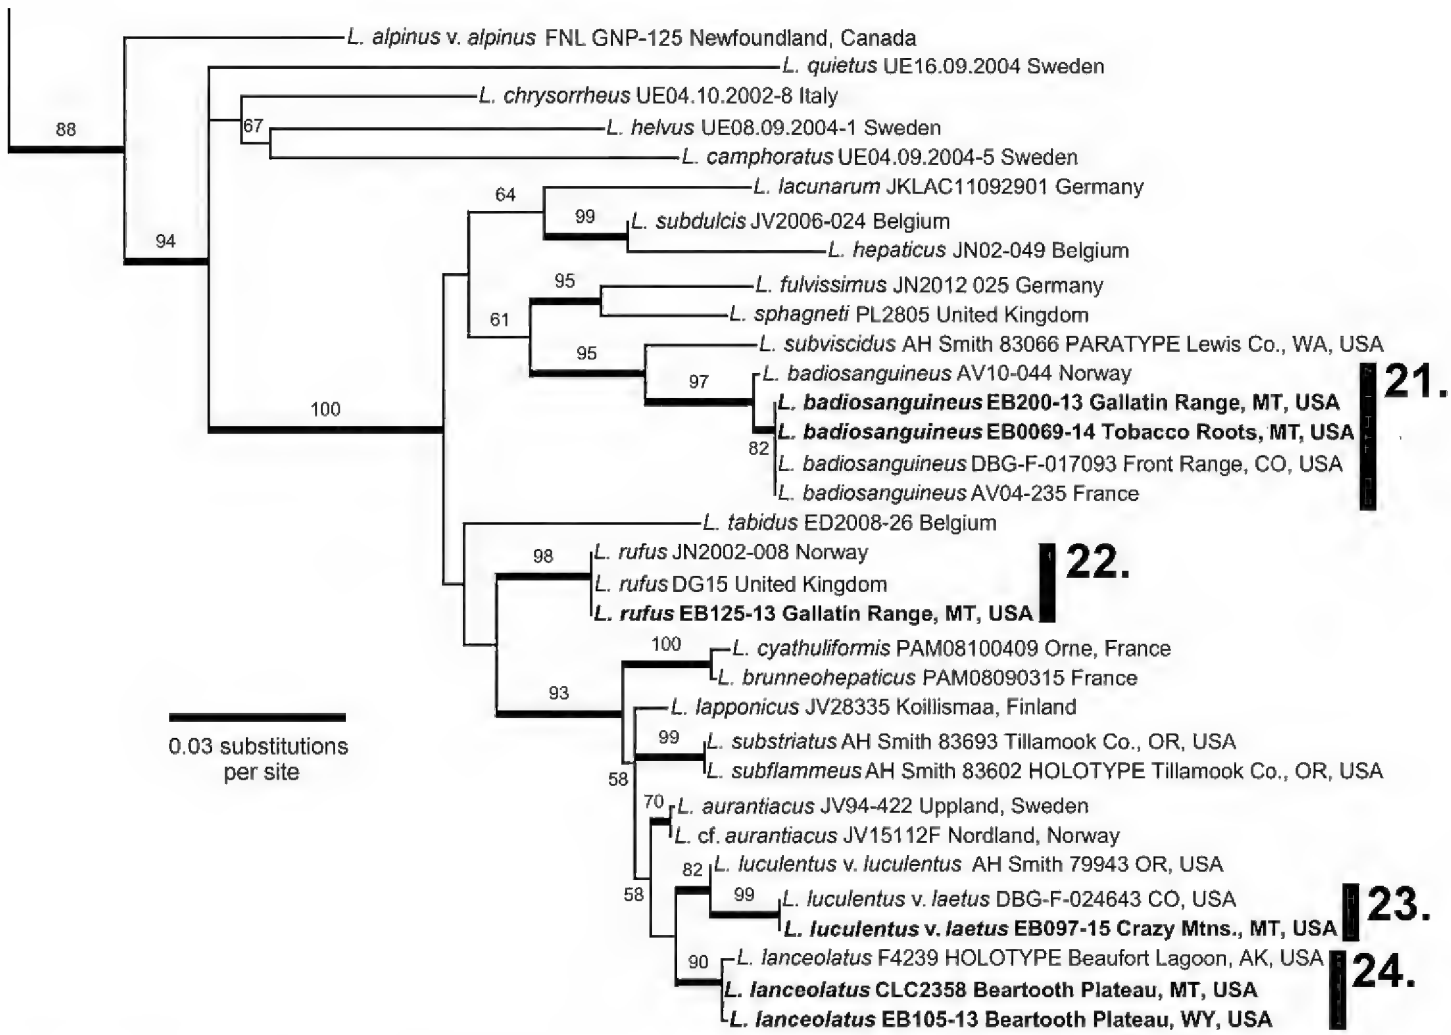 L. alpinus v. alpinus FNL GNP-125 Newfoundland, Canada
L. quietus UE16.09.2004 Sweden
L. chrysorrheus UE04.10.2002-8 Italy
88
67
L. helvus UE08.09.2004-1 Sweden
L. camphoratus UE04.09.2004-5 Sweden
L. lacunarum JKLAC11092901 Germany
64
99
L. subdulcis JV2006-024 Belgium
94
L. hepaticus JN02-049 Belgium
95
L. fulvissimus JN2012 025 Germany
61
L. sphagneti PL2805 United Kingdom
95
L. subviscidus AH Smith 83066 PARATYPE Lewis Co., WA, USA
97
L. badiosanguineus AV10-044 Norway
21.
100
L. badiosanguineus EB200-13 Gallatin Range, MT, USA
L. badiosanguineus EB0069-14 Tobacco Roots, MT, USA
82
L. badiosanguineus DBG-F-017093 Front Range, CO, USA
L. badiosanguineus AV04-235 France
L. tabidus ED2008-26 Belgium
98
L. rufus JN2002-008 Norway
22.
L. rufus DG15 United Kingdom
L. rufus EB125-13 Gallatin Range, MT, USA
100
L. cyathuliformis PAM08100409 Orne, France
L. brunneohepaticus PAM08090315 France
93
L. lapponicus JV28335 Koillismaa, Finland
99
L. substriatus AH Smith 83693 Tillamook Co., OR, USA
0.03 substitutions
per site
58
L. subflammeus AH Smith 83602 HOLOTYPE Tillamook Co., OR, USA
70
L. aurantiacus JV94-422 Uppland, Sweden
L. cf. aurantiacus JV15112F Nordland, Norway
82
L. luculentus v. luculentus AH Smith 79943 OR, USA
58
99
L. luculentus v. laetus DBG-F-024643 CO, USA
23.
L. luculentus v. laetus EB097-15 Crazy Mtns., MT, USA
90
L. lanceolatus F4239 HOLOTYPE Beaufort Lagoon, AK, USA
24.
L. lanceolatus CLC2358 Beartooth Plateau, MT, USA
L. lanceolatus EB105-13 Beartooth Plateau, WY, USA